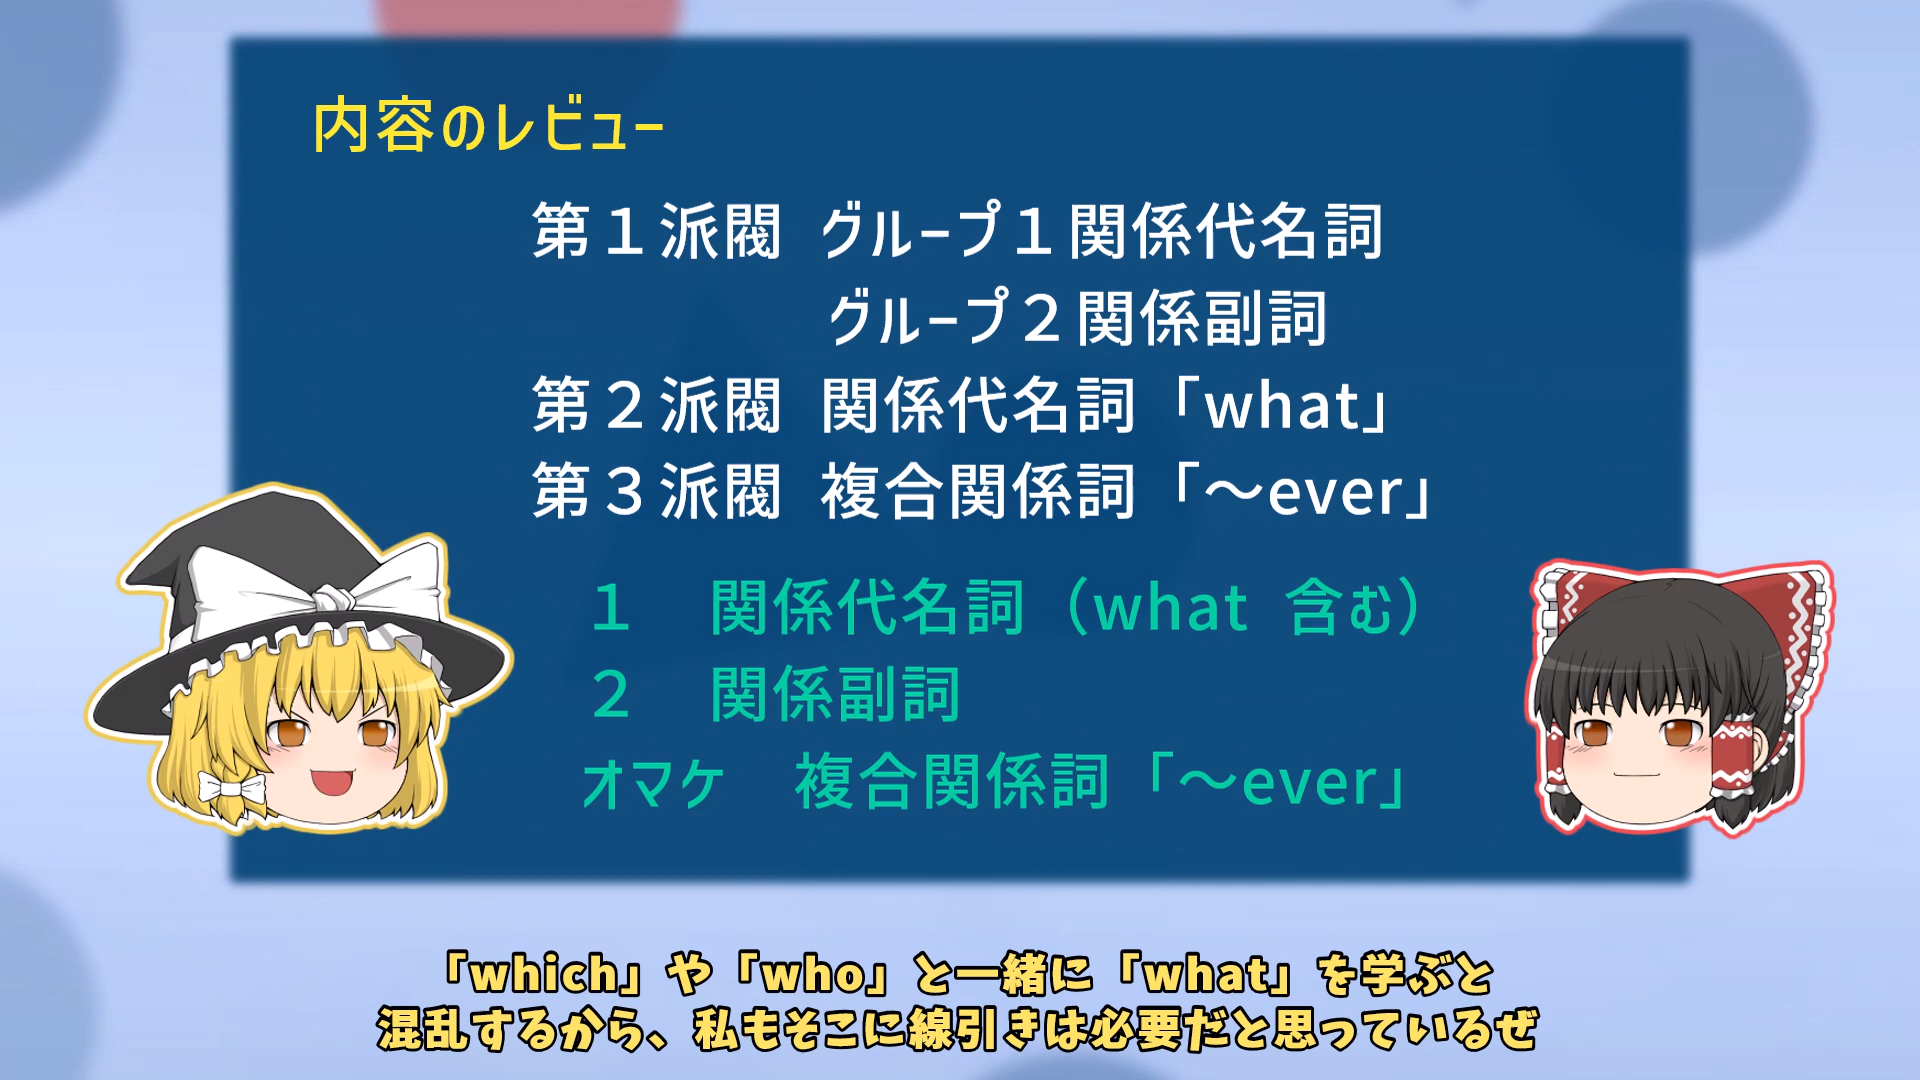 内容のレビュー
第１派閥 グループ１関係代名詞
グループ２関係副詞
第２派閥 関係代名詞「what」
第３派閥 複合関係詞「～ever」
１　関係代名詞（what 含む）
２　関係副詞
オマケ　複合関係詞「～ever」
「which」や「who」と一緒に「what」を学ぶと
混乱するから、私もそこに線引きは必要だと思っているぜ